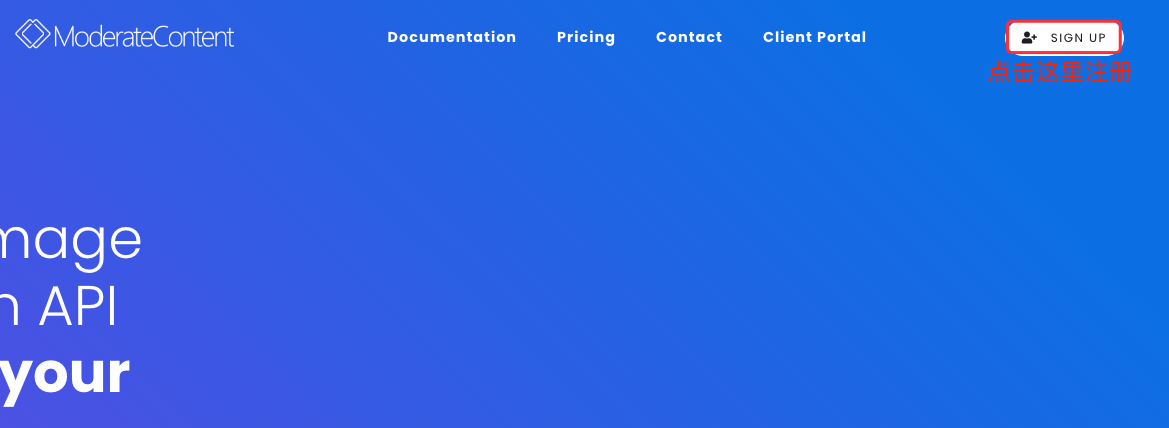 ModerateContent
Documentation
Pricing
Contact
Client Portal
SIGN UP
点击这里注册
mage
n API
your